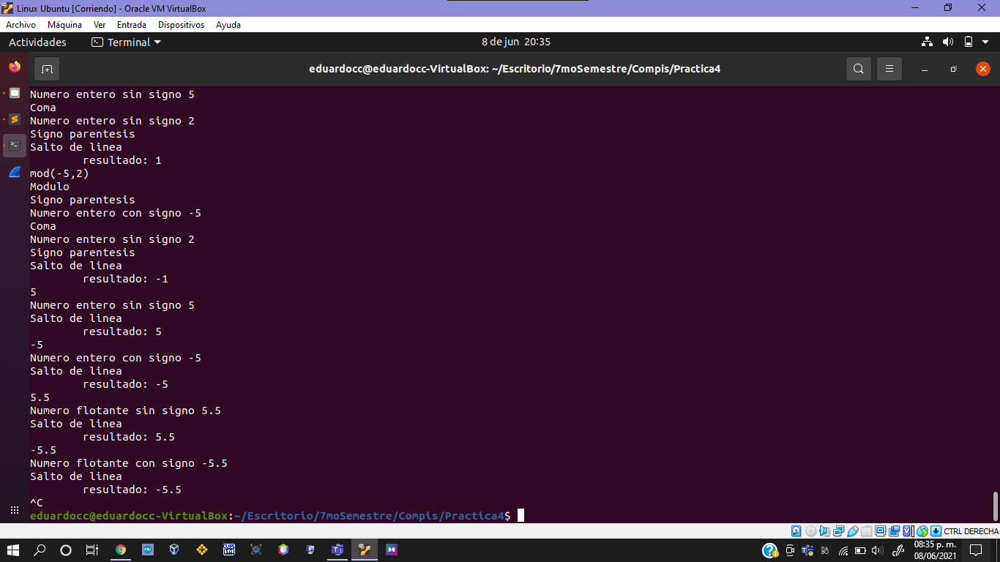 Linux Ubuntu [Corriendo] - Oracle VM VirtualBox
Archivo Máquina Ver Entrada Dispositivos Ayuda
Actividades Terminal 8 de jun 20:35
eduardocc@eduardocc-VirtualBox: ~/Escritorio/7moSemestre/Compis/Practica4
Numero entero sin signo 5
Coma
Numero entero sin signo 2
Signo parentesis
Salto de linea
resultado: 1
mod(-5,2)
Modulo
Signo parentesis
Numero entero con signo -5
Coma
Numero entero sin signo 2
Signo parentesis
Salto de linea
resultado: -1
5
Numero entero sin signo 5
Salto de linea
resultado: 5
-5
Numero entero con signo -5
Salto de linea
resultado: -5
5.5
Numero flotante sin signo 5.5
Salto de linea
resultado: 5.5
-5.5
Numero flotante con signo -5.5
Salto de linea
resultado: -5.5
^C
eduardocc@eduardocc-VirtualBox:~/Escritorio/7moSemestre/Compis/Practica4$
CTRL DERECHA
08:35 p. m.
08/06/2021